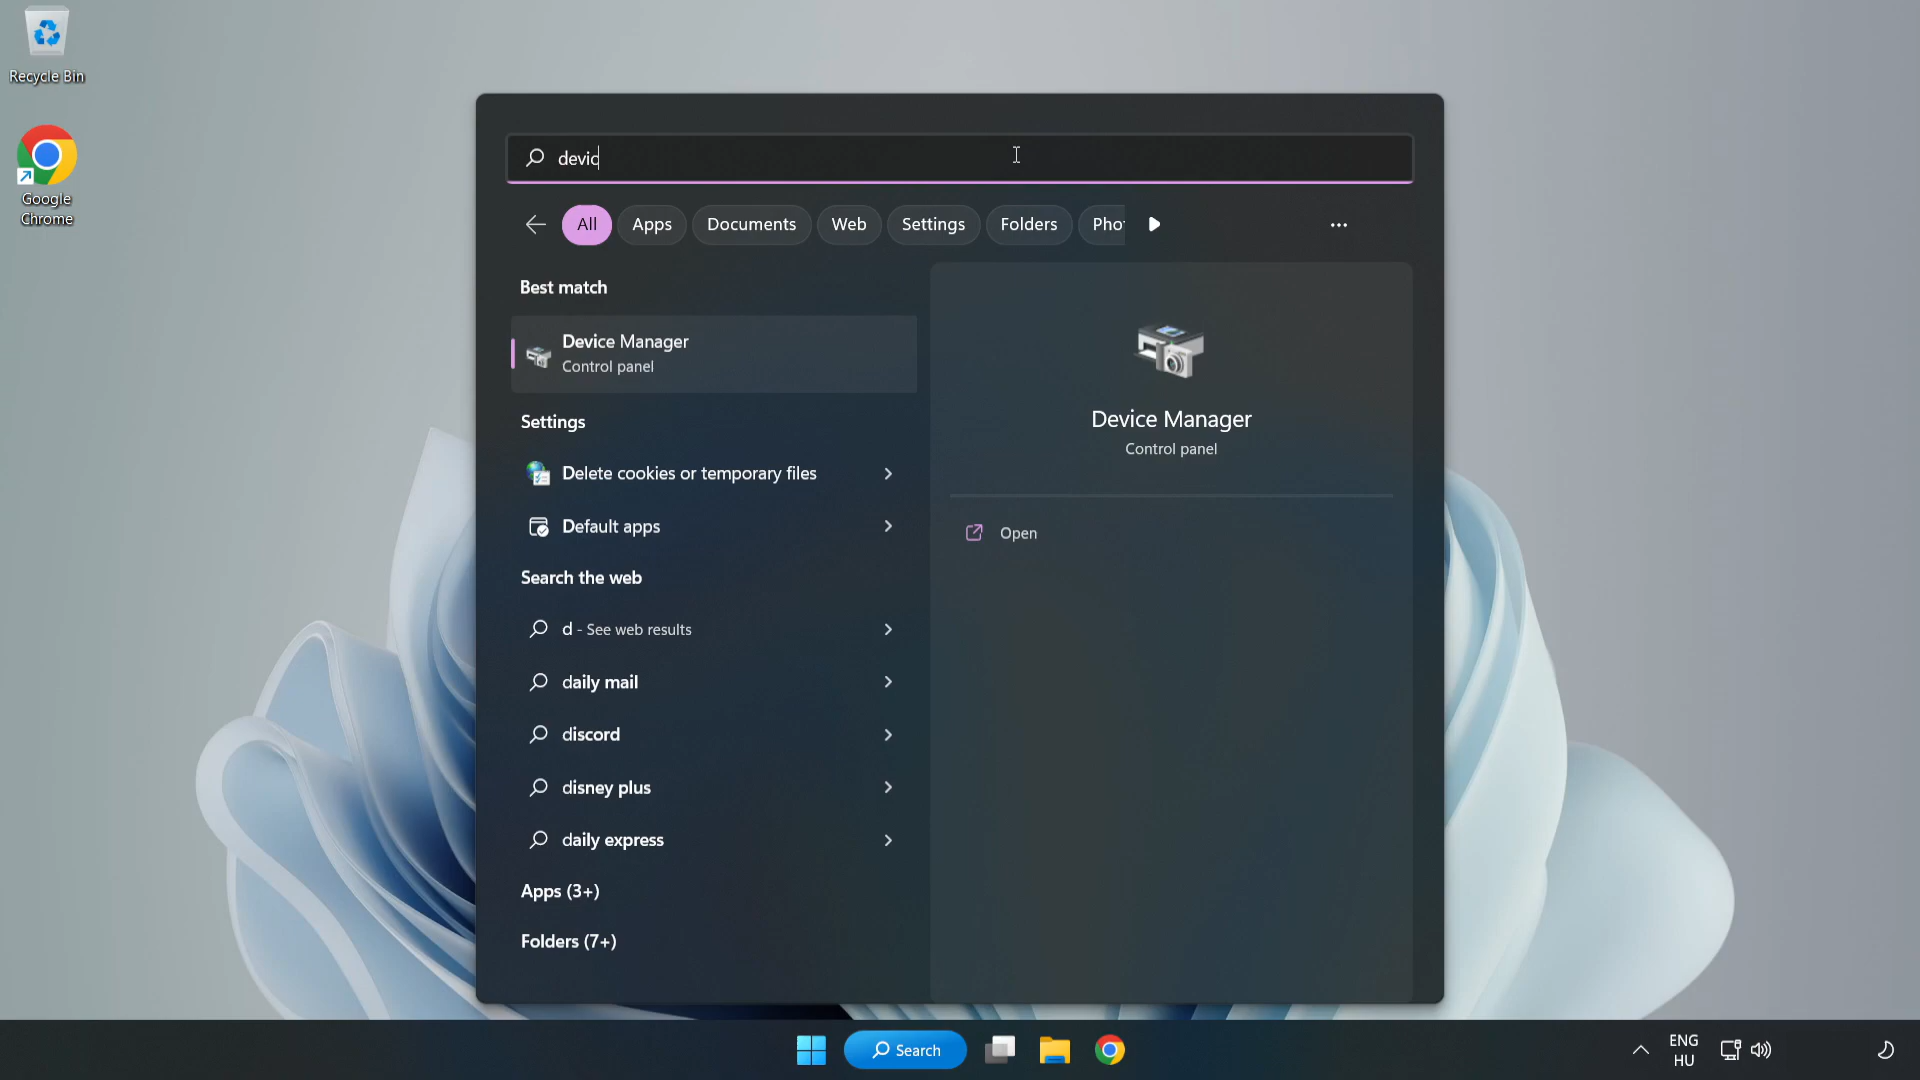 Recycle Bin
Google
Chrome
devic
All
Apps
Documents
Web
Settings
Folders
Pho
Best match
Device Manager
Control panel
Settings
Delete cookies or temporary files
Default apps
Search the web
d - See web results
daily mail
discord
disney plus
daily express
Apps (3+)
Folders (7+)
Device Manager
Control panel
Open
Search
ENG
HU